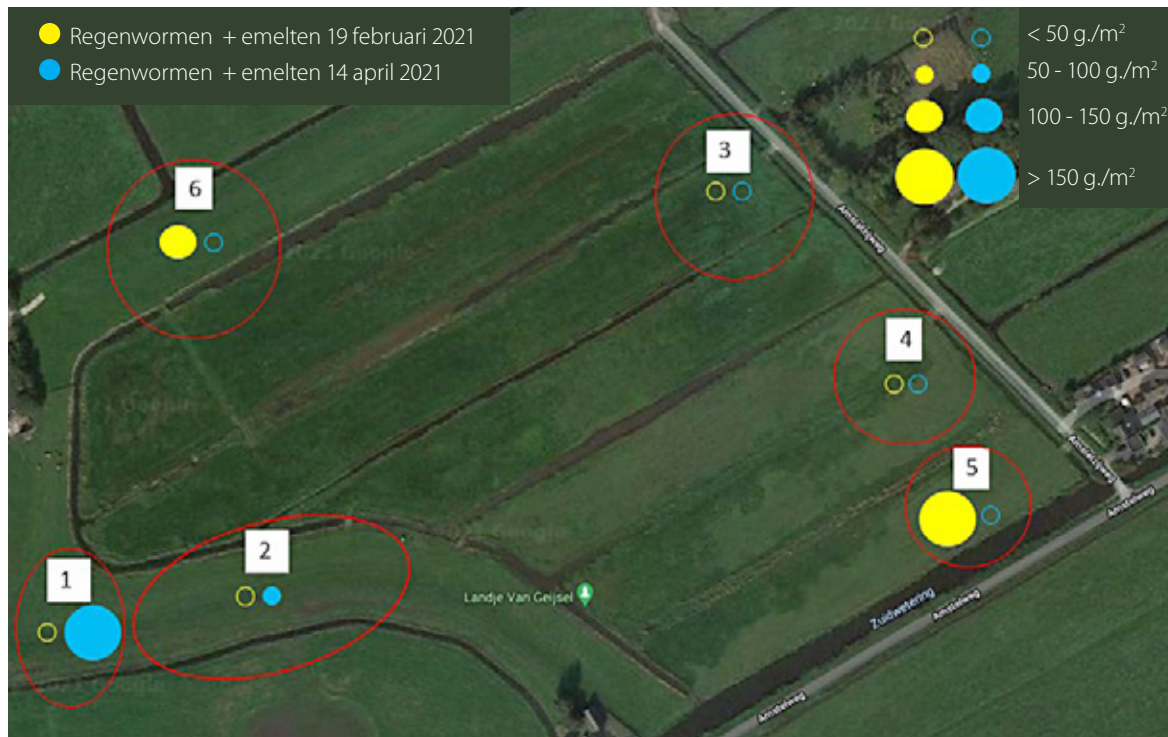 Regenwormen + emelten 19 februari 2021
Regenwormen + emelten 14 april 2021
< 50 g./m²
50 - 100 g./m²
100 - 150 g./m²
> 150 g./m²
3
6
4
5
2
1
Landje Van Geijsel
Zuidwetering
Amstelweg
Amstelweg
Amstelweg